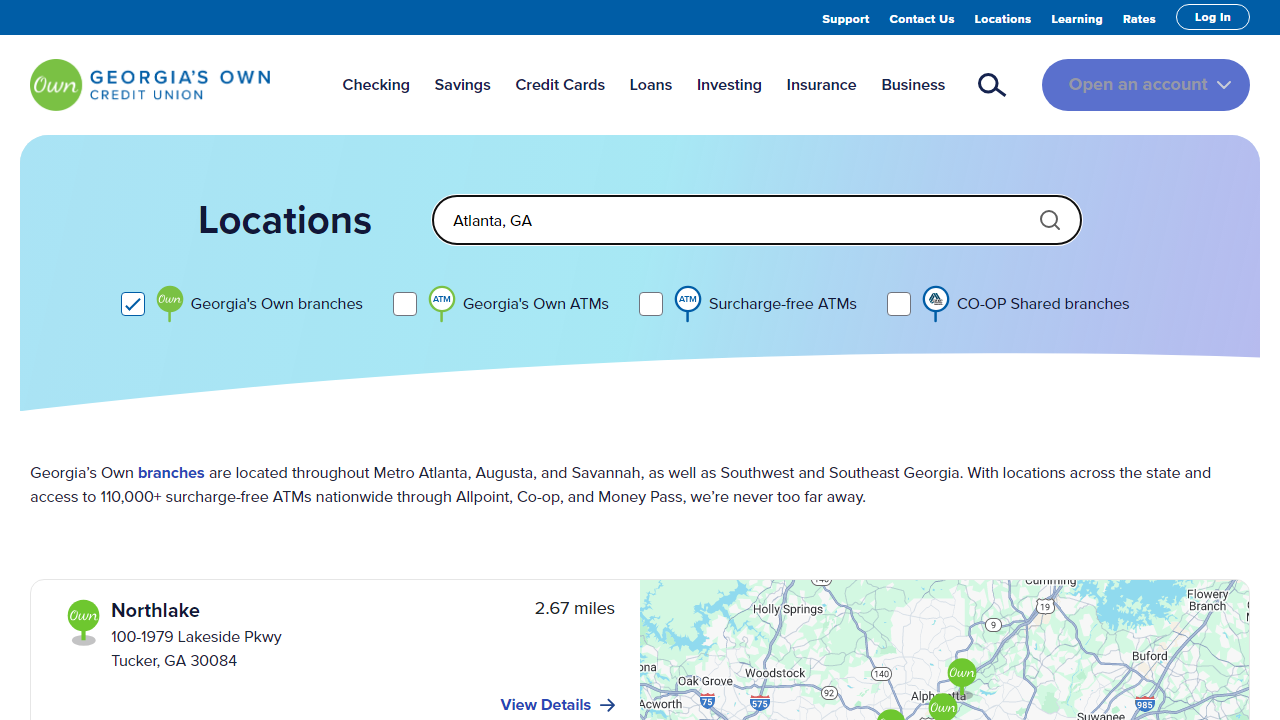 Support Contact Us Locations Learning Rates Log In
Own GEORGIA'S OWN
CREDIT UNION
Checking Savings Credit Cards Loans Investing Insurance Business Open an account
Locations
Atlanta, GA
Own Georgia's Own branches ATM Georgia's Own ATMs ATM Surcharge-free ATMs CO-OP Shared branches
Georgia’s Own branches are located throughout Metro Atlanta, Augusta, and Savannah, as well as Southwest and Southeast Georgia. With locations across the state and
access to 110,000+ surcharge-free ATMs nationwide through Allpoint, Co-op, and Money Pass, we’re never too far away.
Own Northlake 2.67 miles
100-1979 Lakeside Pkwy
Tucker, GA 30084
View Details
Cumming
Holly Springs
19
Flowery
Branch
9
Buford
Woodstock
Own
Oak Grove
140
92
Acworth
75
575
Own
985
Suwanee